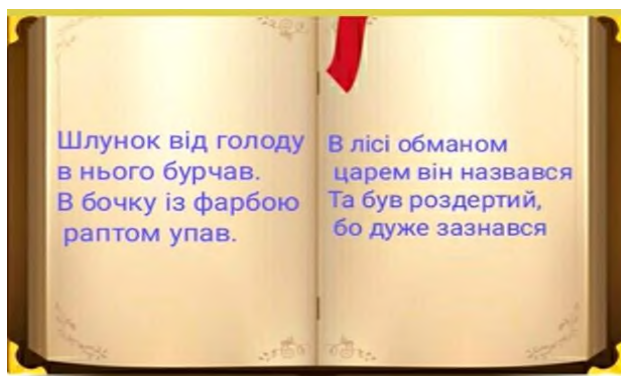 Шлунок від голоду
в нього бурчав.
В бочку із фарбою
раптом упав.
В лісі обманом
царем він назвався
Та був роздертий,
бо дуже зазнався